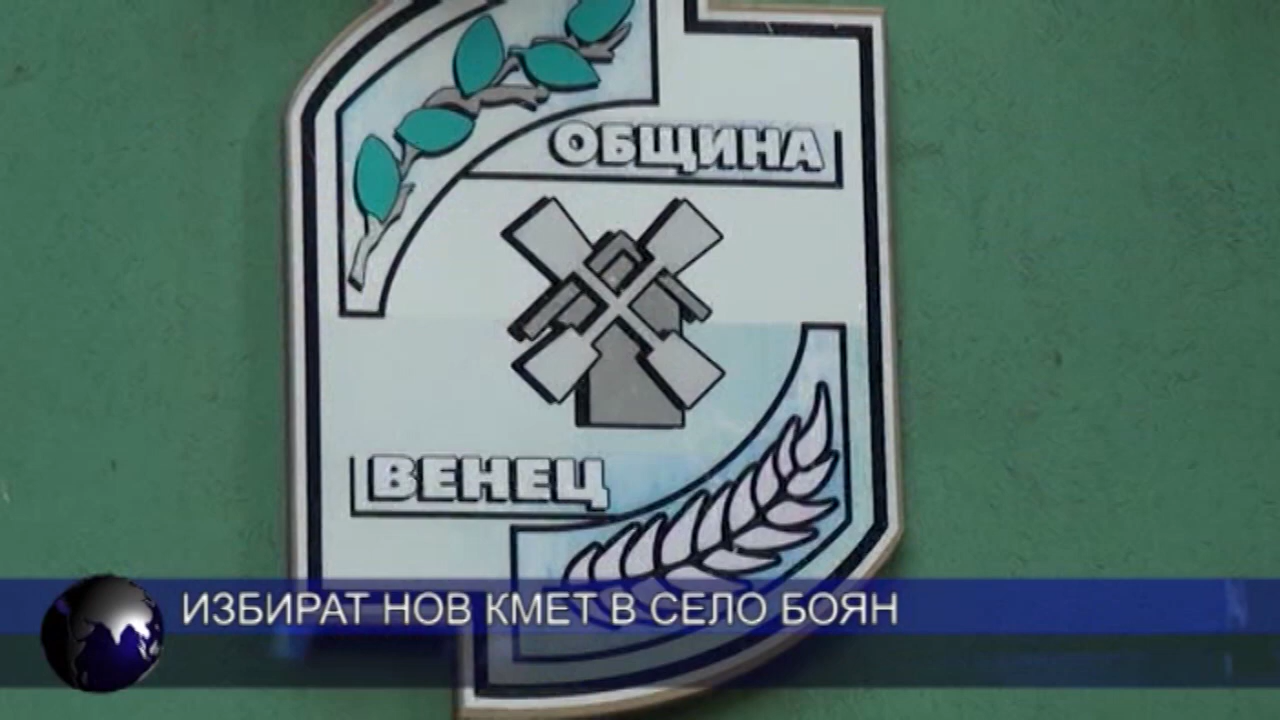 ОБЩИНА
ВЕНЕЦ
ИЗБИРАТ НОВ КМЕТ В СЕЛО БОЯН